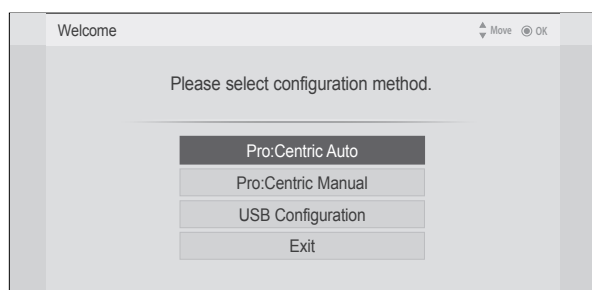 Welcome Move OK
Please select configuration method.
Pro:Centric Auto
Pro:Centric Manual
USB Configuration
Exit